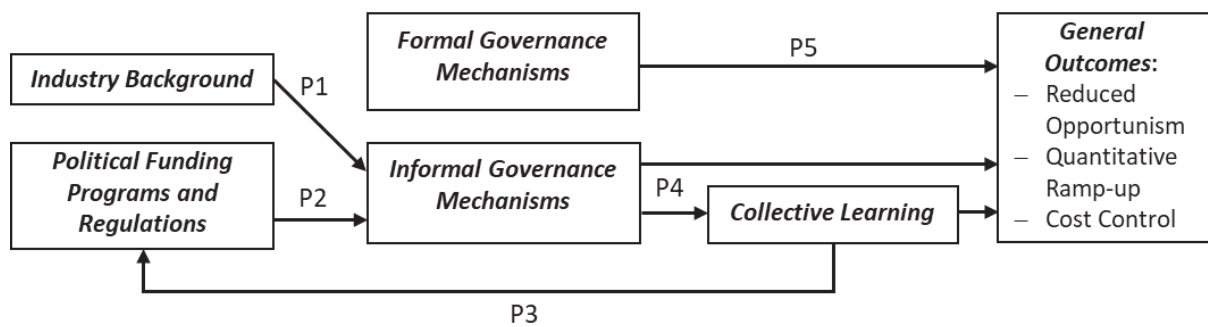 Industry Background
P1
Political Funding
Programs and
Regulations
P2
Formal Governance
Mechanisms
P5
Informal Governance
Mechanisms
P4
Collective Learning
P3
General
Outcomes:
– Reduced
Opportunism
– Quantitative
Ramp-up
– Cost Control